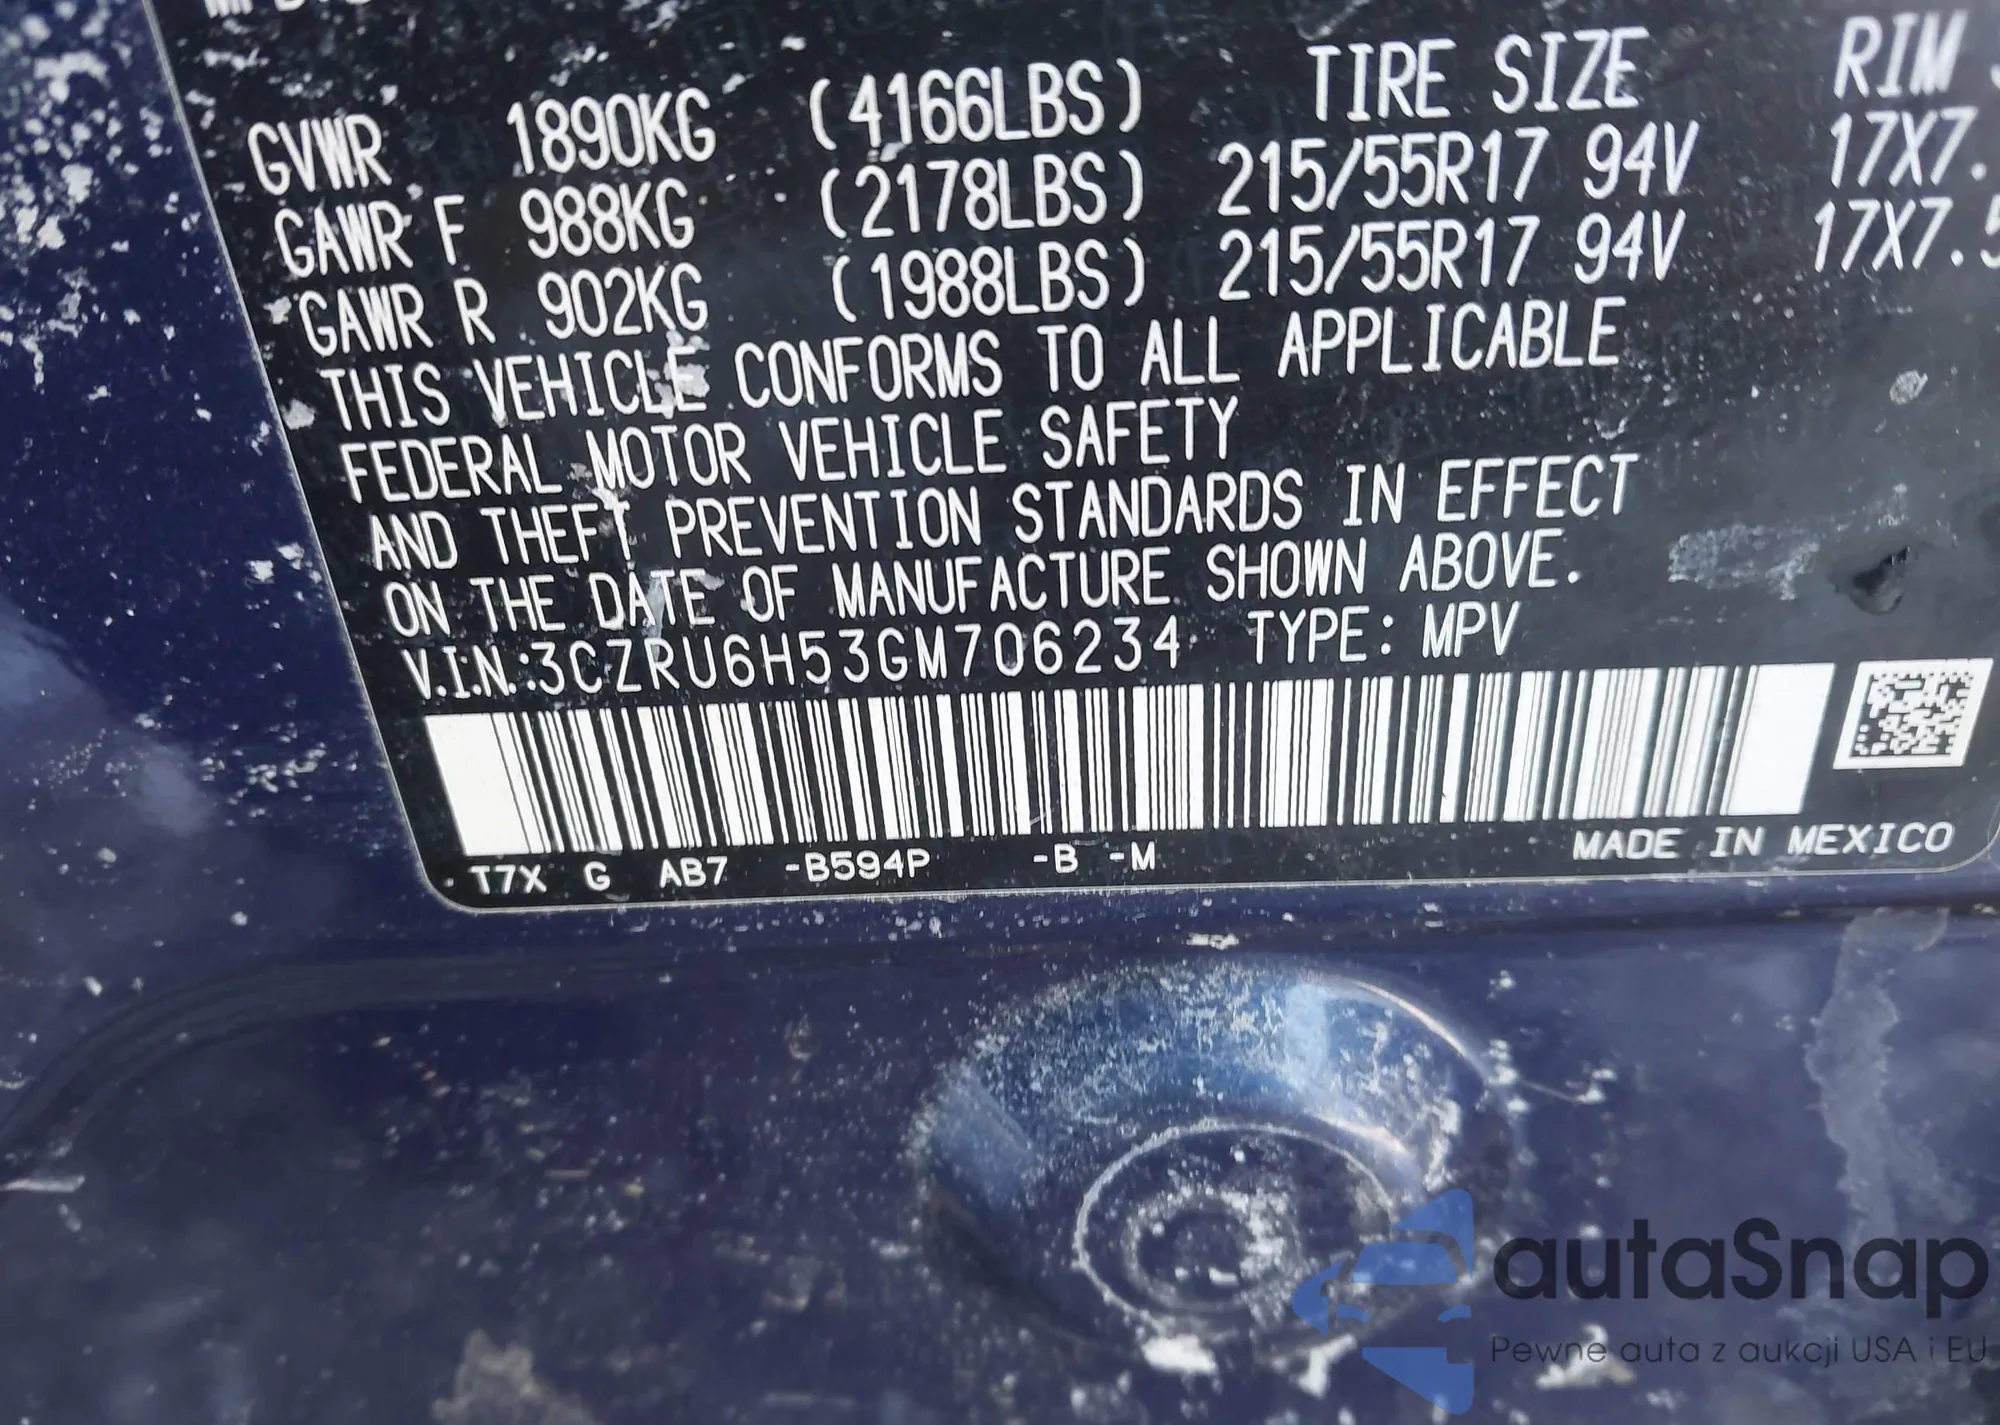 GVWR 1890KG (4166LBS) TIRE SIZE RIM
GAWR F 988KG (2178LBS) 215/55R17 94V 17X7.
GAWR R 902KG (1988LBS) 215/55R17 94V 17X7.5
THIS VEHICLE CONFORMS TO ALL APPLICABLE
FEDERAL MOTOR VEHICLE SAFETY
AND THEFT PREVENTION STANDARDS IN EFFECT
ON THE DATE OF MANUFACTURE SHOWN ABOVE.
V.I.N.:3CZRU6H53GM706234 TYPE: MPV
T7X G AB7 -B594P -B -M MADE IN MEXICO
autaSnap
Pewne auta z aukcji USA i EU